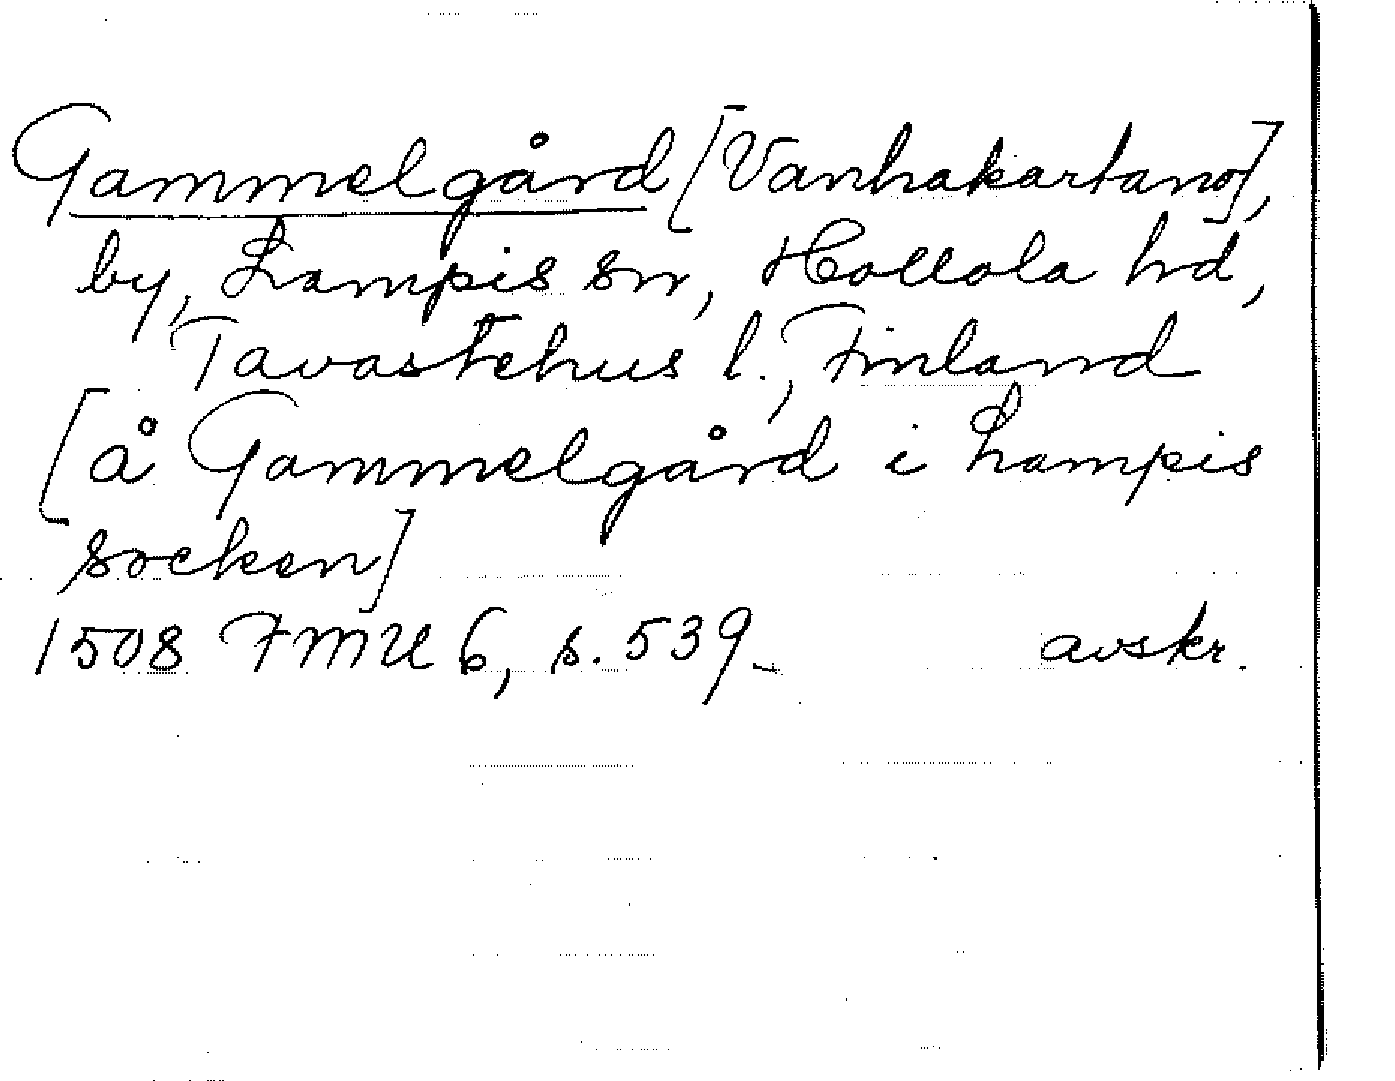 Gammelgård [Vanhakartano],
by, Lampis sn, Hollola hd,
Tavastehus l., Finland
[å Gammelgård i Lampis
socken]
1508 FMU 6, s. 539. avskr.